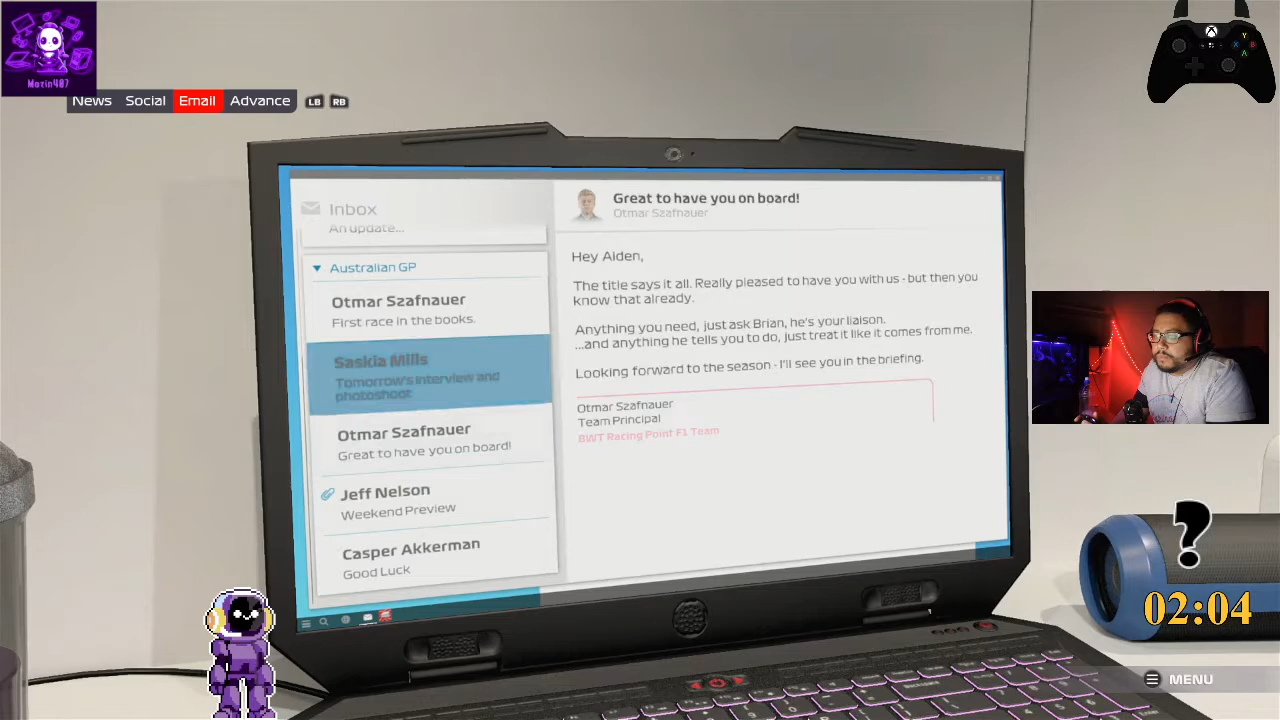 Mazin487
News Social Email Advance LB RB
Inbox
An update...
Australian GP
Otmar Szafnauer
First race in the books.
Saskia Mills
Tomorrow's interview and
photoshoot
Otmar Szafnauer
Great to have you on board!
Jeff Nelson
Weekend Preview
Casper Akkerman
Good Luck
Great to have you on board!
Otmar Szafnauer
Hey Aiden,
The title says it all. Really pleased to have you with us - but then you
know that already.
Anything you need, just ask Brian, he's your liaison.
...and anything he tells you to do, just treat it like it comes from me.
Looking forward to the season - I'll see you in the briefing.
Otmar Szafnauer
Team Principal
BWT Racing Point F1 Team
X Y B A
?
02:04
MENU